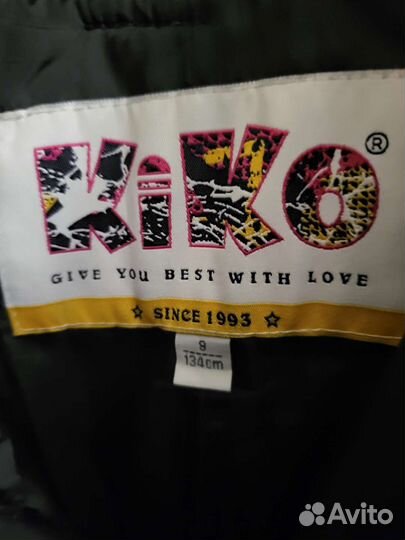 KiKO ®
GIVE YOU BEST WITH LOVE
☆ SINCE 1993 ☆
9
134cm
Avito